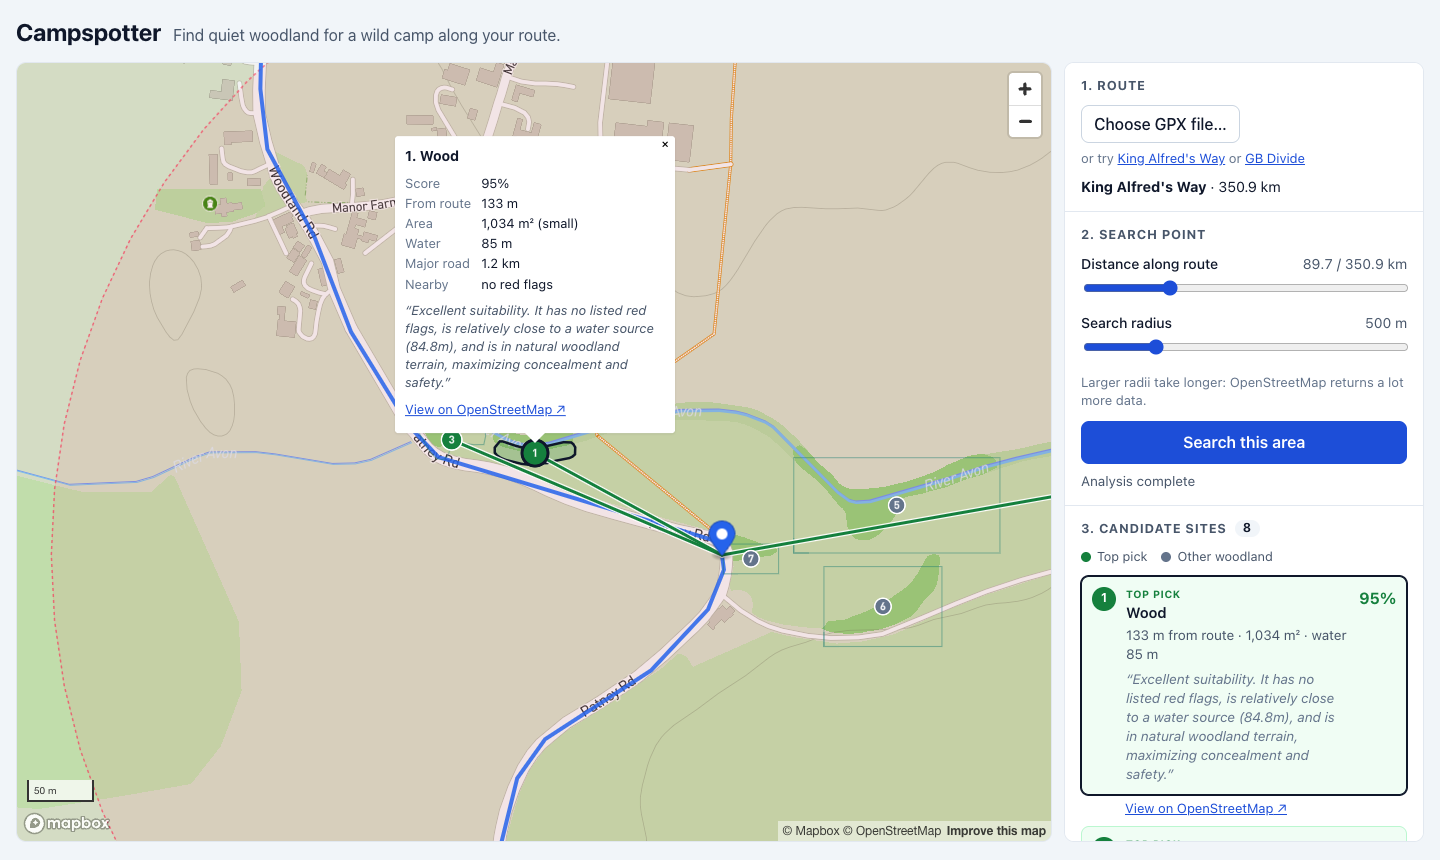 Campspotter
Find quiet woodland for a wild camp along your route.
Woodland Rd
Manor Farm
1. Wood
×
Score 95%
From route 133 m
Area 1,034 m² (small)
Water 85 m
Major road 1.2 km
Nearby no red flags
“Excellent suitability. It has no listed red
flags, is relatively close to a water source
(84.8m), and is in natural woodland
terrain, maximizing concealment and
safety.”
View on OpenStreetMap ↗
3
1
River Avon
River Avon
5
7
6
Patney Rd
50 m
mapbox
© Mapbox © OpenStreetMap Improve this map
1. ROUTE
Choose GPX file...
or try King Alfred's Way or GB Divide
King Alfred's Way · 350.9 km
2. SEARCH POINT
Distance along route 89.7 / 350.9 km
Search radius 500 m
Larger radii take longer: OpenStreetMap returns a lot
more data.
Search this area
Analysis complete
3. CANDIDATE SITES 8
Top pick Other woodland
1
TOP PICK
95%
Wood
133 m from route · 1,034 m² · water
85 m
“Excellent suitability. It has no
listed red flags, is relatively close
to a water source (84.8m), and is
in natural woodland terrain,
maximizing concealment and
safety.”
View on OpenStreetMap ↗